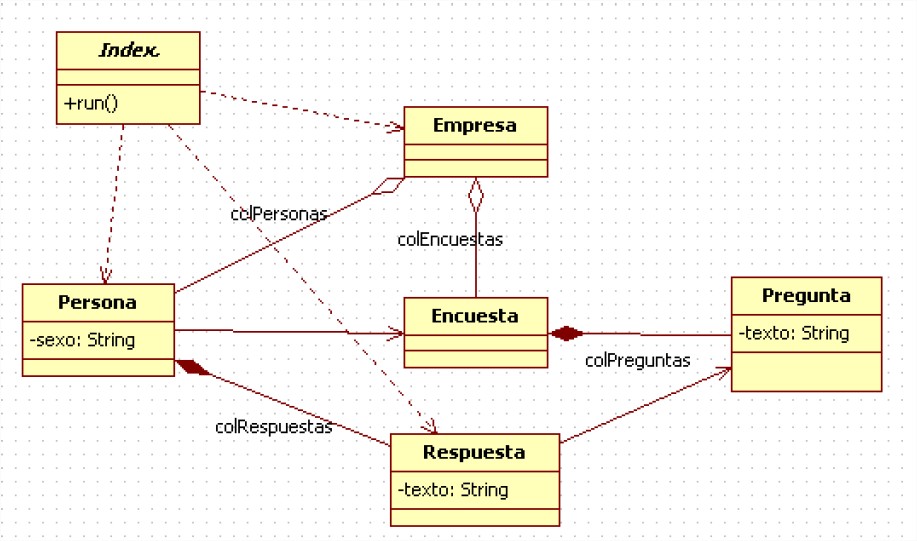 Index
+run()
Empresa
colPersonas
colEncuestas
Persona
-sexo: String
Encuesta
Pregunta
-texto: String
colPreguntas
colRespuestas
Respuesta
-texto: String